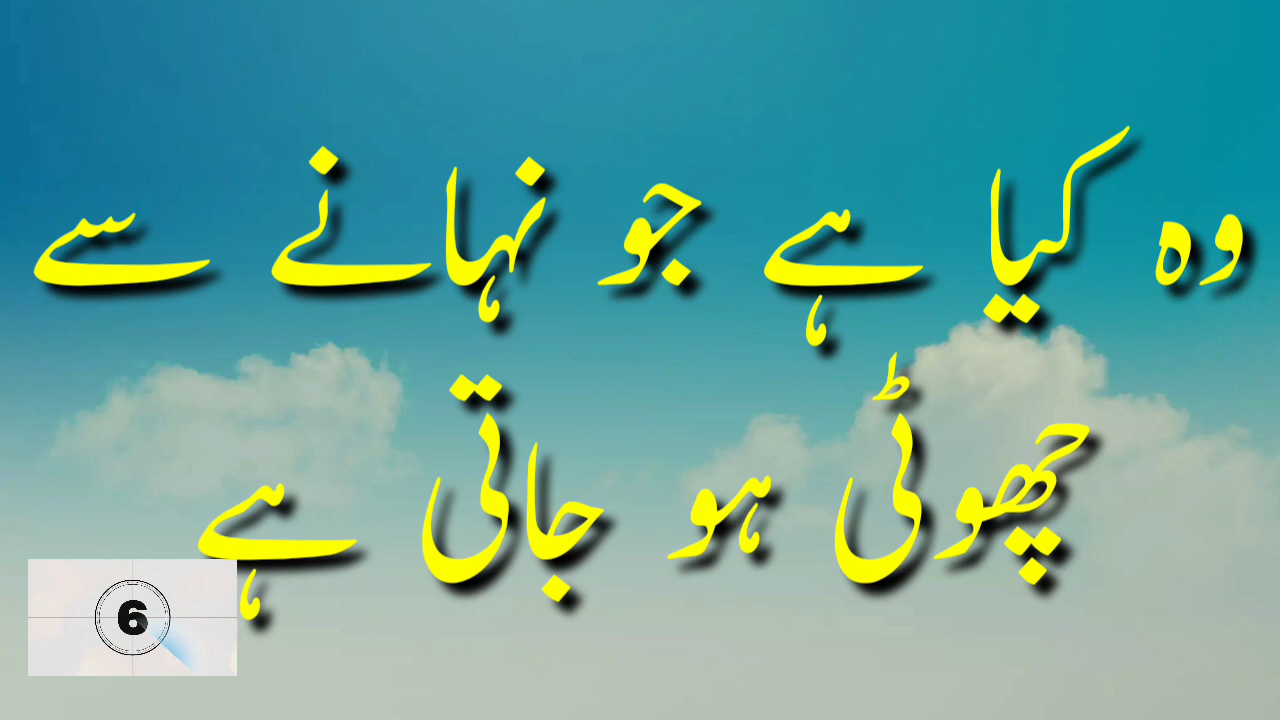 وہ کیا ہے جو نہانے سے
چھوٹی ہو جاتی ہے
6